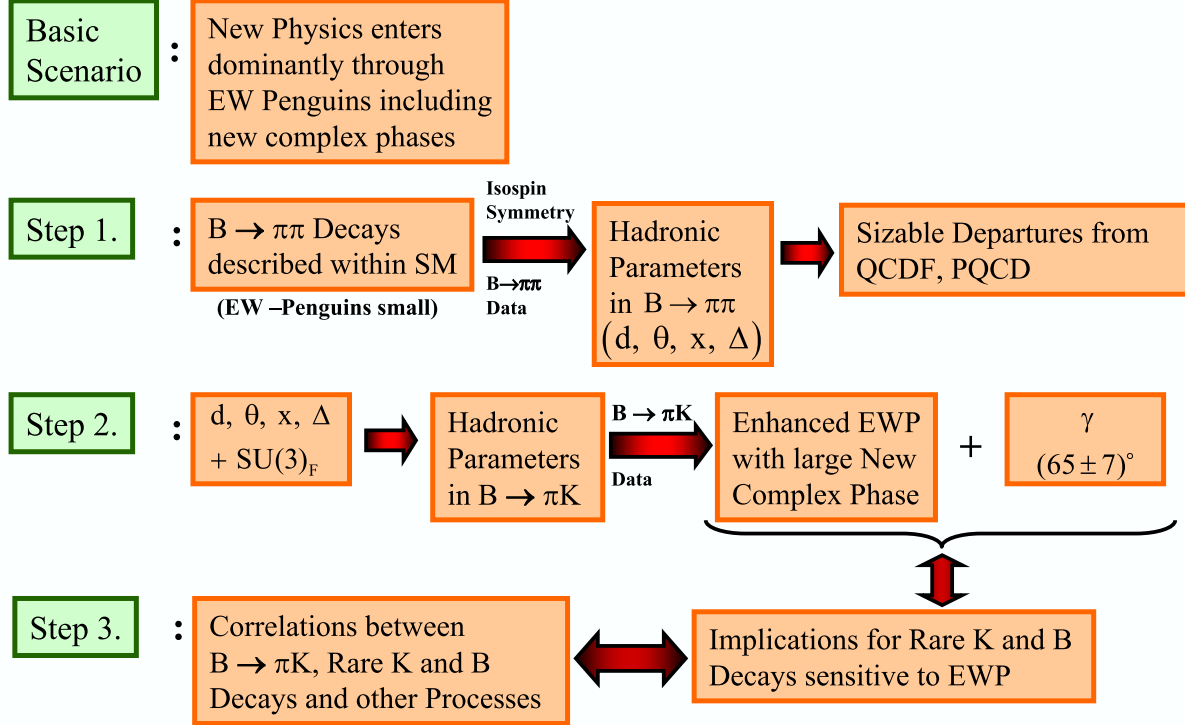 Basic
Scenario
:
New Physics enters
dominantly through
EW Penguins including
new complex phases
Step 1.
:
B → ππ Decays
described within SM
(EW –Penguins small)
Isospin
Symmetry
B→ππ
Data
Hadronic
Parameters
in B → ππ
(d, θ, x, Δ)
Sizable Departures from
QCDF, PQCD
Step 2.
:
d, θ, x, Δ
+ SU(3)F
Hadronic
Parameters
in B → πK
B → πK
Data
Enhanced EWP
with large New
Complex Phase
+
γ
(65 ± 7)°
Step 3.
:
Correlations between
B → πK, Rare K and B
Decays and other Processes
Implications for Rare K and B
Decays sensitive to EWP